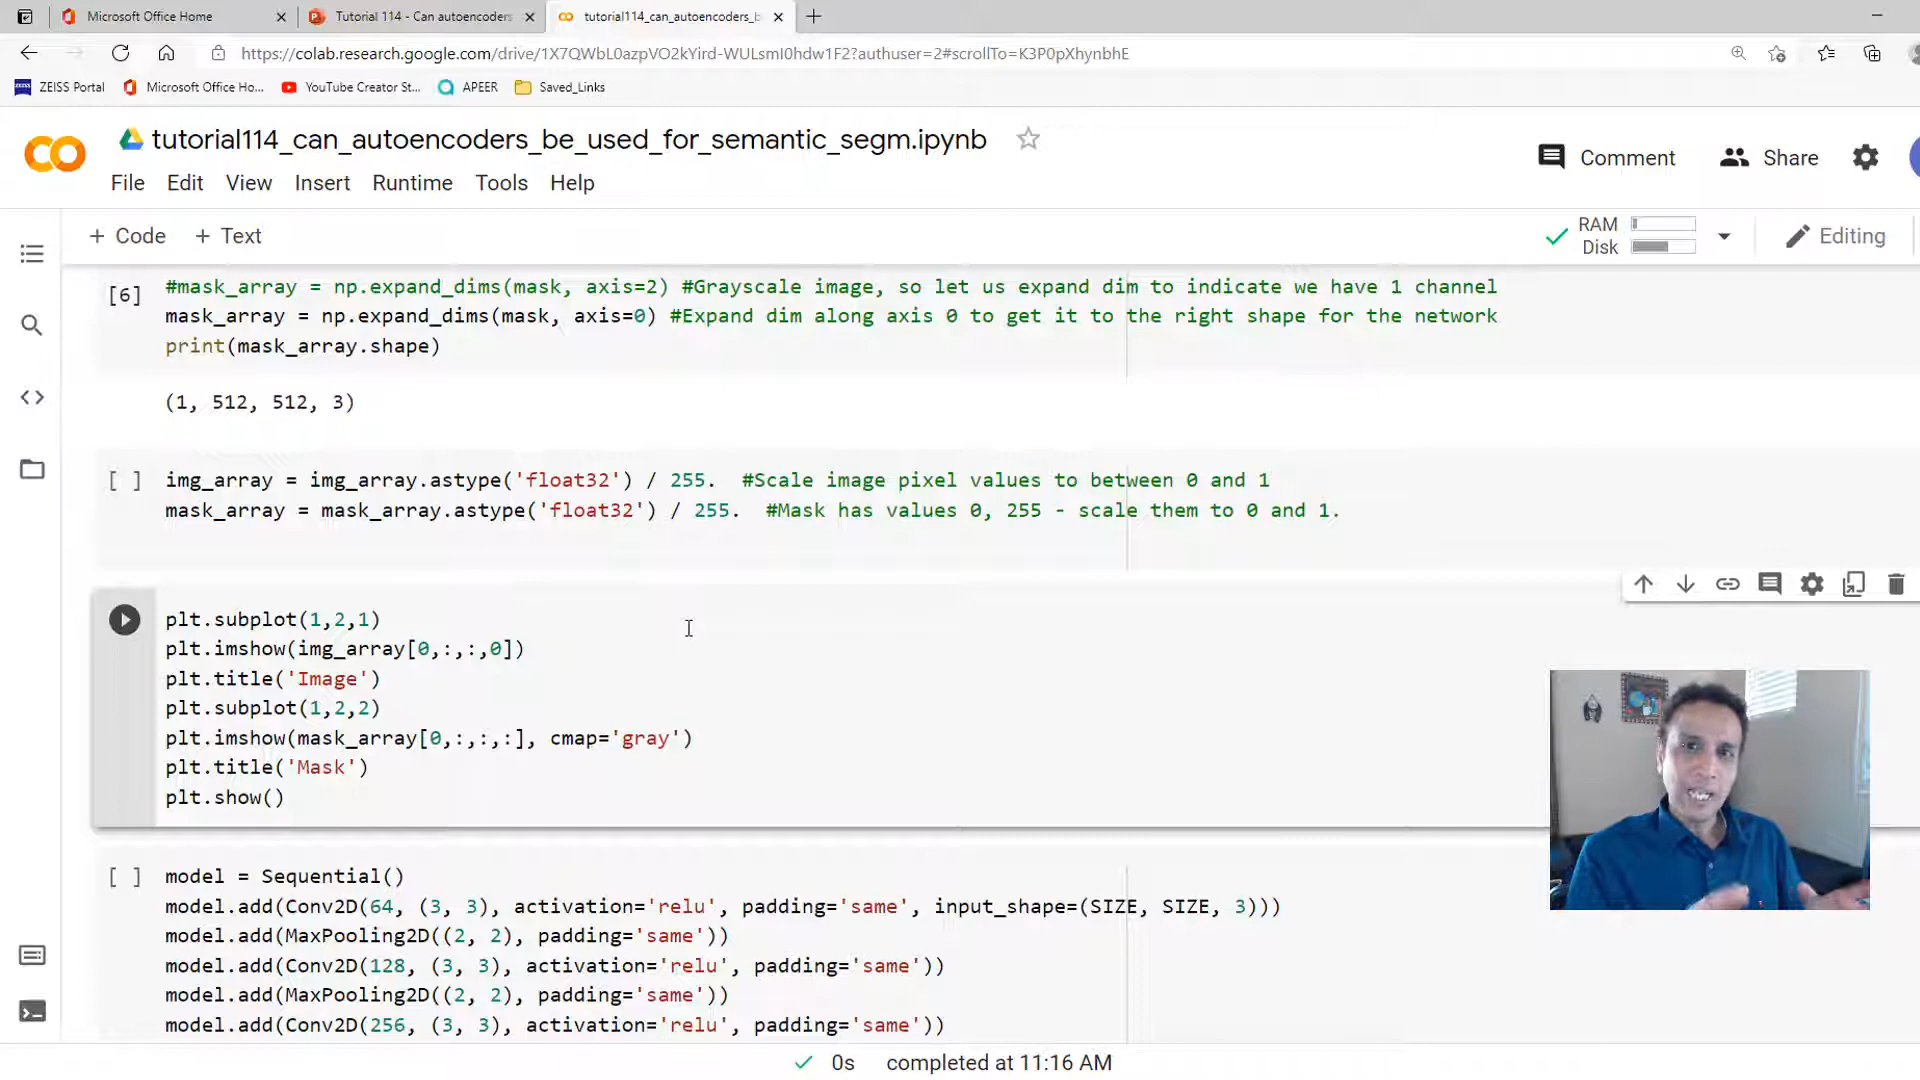 Microsoft Office Home
Tutorial 114 - Can autoencoders
tutorial114_can_autoencoders_b
https://colab.research.google.com/drive/1X7QWbL0azpVO2kYird-WULsmI0hdw1F2?authuser=2#scrollTo=K3P0pXhynbhE
ZEISS Portal
Microsoft Office Ho...
YouTube Creator St...
APEER
Saved_Links
tutorial114_can_autoencoders_be_used_for_semantic_segm.ipynb
Comment
Share
File Edit View Insert Runtime Tools Help
+ Code + Text
RAM
Disk
Editing
[6]
#mask_array = np.expand_dims(mask, axis=2) #Grayscale image, so let us expand dim to indicate we have 1 channel
mask_array = np.expand_dims(mask, axis=0) #Expand dim along axis 0 to get it to the right shape for the network
print(mask_array.shape)
(1, 512, 512, 3)
[ ] img_array = img_array.astype('float32') / 255. #Scale image pixel values to between 0 and 1
mask_array = mask_array.astype('float32') / 255. #Mask has values 0, 255 - scale them to 0 and 1.
plt.subplot(1,2,1)
plt.imshow(img_array[0,:,:,0])
plt.title('Image')
plt.subplot(1,2,2)
plt.imshow(mask_array[0,:,:,:], cmap='gray')
plt.title('Mask')
plt.show()
[ ] model = Sequential()
model.add(Conv2D(64, (3, 3), activation='relu', padding='same', input_shape=(SIZE, SIZE, 3)))
model.add(MaxPooling2D((2, 2), padding='same'))
model.add(Conv2D(128, (3, 3), activation='relu', padding='same'))
model.add(MaxPooling2D((2, 2), padding='same'))
model.add(Conv2D(256, (3, 3), activation='relu', padding='same'))
0s completed at 11:16 AM